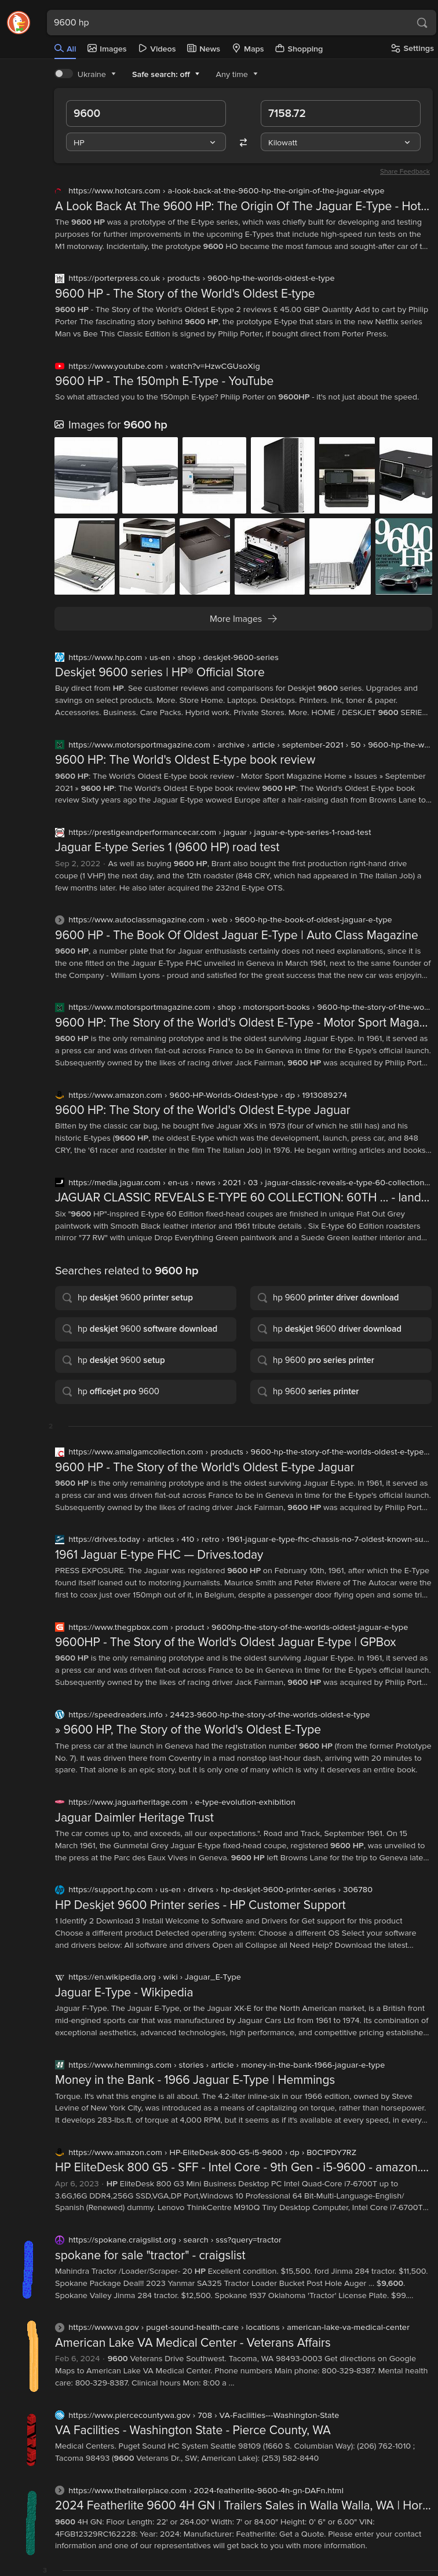 9600 hp
All
Images
Videos
News
Maps
Shopping
Settings
Ukraine
Safe search: off
Any time
9600
7158.72
HP
Kilowatt
Share Feedback
https://www.hotcars.com › a-look-back-at-the-9600-hp-the-origin-of-the-jaguar-etype
A Look Back At The 9600 HP: The Origin Of The Jaguar E-Type - Hot...
The 9600 HP was a prototype of the E-type series, which was chiefly built for developing and testing
purposes for further improvements in the upcoming E-Types that include high-speed run tests on the
M1 motorway. Incidentally, the prototype 9600 HO became the most famous and sought-after car of t...
https://porterpress.co.uk › products › 9600-hp-the-worlds-oldest-e-type
9600 HP - The Story of the World's Oldest E-type
9600 HP - The Story of the World's Oldest E-type 2 reviews £ 45.00 GBP Quantity Add to cart by Philip
Porter The fascinating story behind 9600 HP, the prototype E-type that stars in the new Netflix series
Man vs Bee This Classic Edition is signed by Philip Porter, if bought direct from Porter Press.
https://www.youtube.com › watch?v=HzwCGUsoXig
9600 HP - The 150mph E-Type - YouTube
So what attracted you to the 150mph E-type? Philip Porter on 9600HP - it's not just about the speed.
Images for 9600 hp
9600
HP
More Images
https://www.hp.com › us-en › shop › deskjet-9600-series
Deskjet 9600 series | HP® Official Store
Buy direct from HP. See customer reviews and comparisons for Deskjet 9600 series. Upgrades and
savings on select products. More. Store Home. Laptops. Desktops. Printers. Ink, toner & paper.
Accessories. Business. Care Packs. Hybrid work. Private Stores. More. HOME / DESKJET 9600 SERIE...
https://www.motorsportmagazine.com › archive › article › september-2021 › 50 › 9600-hp-the-w...
9600 HP: The World's Oldest E-type book review
9600 HP: The World's Oldest E-type book review - Motor Sport Magazine Home » Issues » September
2021 » 9600 HP: The World's Oldest E-type book review 9600 HP: The World's Oldest E-type book
review Sixty years ago the Jaguar E-type wowed Europe after a hair-raising dash from Browns Lane to...
https://prestigeandperformancecar.com › jaguar › jaguar-e-type-series-1-road-test
Jaguar E-type Series 1 (9600 HP) road test
Sep 2, 2022 · As well as buying 9600 HP, Brant also bought the first production right-hand drive
coupe (1 VHP) the next day, and the 12th roadster (848 CRY, which had appeared in The Italian Job) a
few months later. He also later acquired the 232nd E-type OTS.
https://www.autoclassmagazine.com › web › 9600-hp-the-book-of-oldest-jaguar-e-type
9600 HP - The Book Of Oldest Jaguar E-Type | Auto Class Magazine
9600 HP, a number plate that for Jaguar enthusiasts certainly does not need explanations, since it is
the one fitted on the Jaguar E-Type FHC unveiled in Geneva in March 1961, next to the same founder of
the Company - William Lyons - proud and satisfied for the great success that the new car was enjoyin...
https://www.motorsportmagazine.com › shop › motorsport-books › 9600-hp-the-story-of-the-wo...
9600 HP: The Story of the World's Oldest E-Type - Motor Sport Maga...
9600 HP is the only remaining prototype and is the oldest surviving Jaguar E-type. In 1961, it served as
a press car and was driven flat-out across France to be in Geneva in time for the E-type's official launch.
Subsequently owned by the likes of racing driver Jack Fairman, 9600 HP was acquired by Philip Port...
https://www.amazon.com › 9600-HP-Worlds-Oldest-type › dp › 1913089274
9600 HP: The Story of the World's Oldest E-type Jaguar
Bitten by the classic car bug, he bought five Jaguar XKs in 1973 (four of which he still has) and his
historic E-types (9600 HP, the oldest E-type which was the development, launch, press car, and 848
CRY, the '61 racer and roadster in the film The Italian Job) in 1976. He began writing articles and books...
https://media.jaguar.com › en-us › news › 2021 › 03 › jaguar-classic-reveals-e-type-60-collection...
JAGUAR CLASSIC REVEALS E-TYPE 60 COLLECTION: 60TH ... - land...
Six "9600 HP"-inspired E-type 60 Edition fixed-head coupes are finished in unique Flat Out Grey
paintwork with Smooth Black leather interior and 1961 tribute details . Six E-type 60 Edition roadsters
mirror "77 RW" with unique Drop Everything Green paintwork and a Suede Green leather interior and...
Searches related to 9600 hp
hp deskjet 9600 printer setup
hp 9600 printer driver download
hp deskjet 9600 software download
hp deskjet 9600 driver download
hp deskjet 9600 setup
hp 9600 pro series printer
hp officejet pro 9600
hp 9600 series printer
2
https://www.amalgamcollection.com › products › 9600-hp-the-story-of-the-worlds-oldest-e-type...
9600 HP - The Story of the World's Oldest E-type Jaguar
9600 HP is the only remaining prototype and is the oldest surviving Jaguar E-type. In 1961, it served as
a press car and was driven flat-out across France to be in Geneva in time for the E-type's official launch.
Subsequently owned by the likes of racing driver Jack Fairman, 9600 HP was acquired by Philip Port...
https://drives.today › articles › 410 › retro › 1961-jaguar-e-type-fhc-chassis-no-7-oldest-known-su...
1961 Jaguar E-type FHC — Drives.today
PRESS EXPOSURE. The Jaguar was registered 9600 HP on February 10th, 1961, after which the E-Type
found itself loaned out to motoring journalists. Maurice Smith and Peter Riviere of The Autocar were the
first to coax just over 150mph out of it, in Belgium, despite a passenger door flying open and some tri...
https://www.thegpbox.com › product › 9600hp-the-story-of-the-worlds-oldest-jaguar-e-type
9600HP - The Story of the World's Oldest Jaguar E-type | GPBox
9600 HP is the only remaining prototype and is the oldest surviving Jaguar E-type. In 1961, it served as
a press car and was driven flat-out across France to be in Geneva in time for the E-type's official launch.
Subsequently owned by the likes of racing driver Jack Fairman, 9600 HP was acquired by Philip Port...
https://speedreaders.info › 24423-9600-hp-the-story-of-the-worlds-oldest-e-type
» 9600 HP, The Story of the World's Oldest E-Type
The press car at the launch in Geneva had the registration number 9600 HP (from the former Prototype
No. 7). It was driven there from Coventry in a mad nonstop last-hour dash, arriving with 20 minutes to
spare. That alone is an epic story, but it is only one of many which is why it deserves an entire book.
https://www.jaguarheritage.com › e-type-evolution-exhibition
Jaguar Daimler Heritage Trust
The car comes up to, and exceeds, all our expectations.". Road and Track, September 1961. On 15
March 1961, the Gunmetal Grey Jaguar E-type fixed-head coupe, registered 9600 HP, was unveiled to
the press at the Parc des Eaux Vives in Geneva. 9600 HP left Browns Lane for the trip to Geneva late...
https://support.hp.com › us-en › drivers › hp-deskjet-9600-printer-series › 306780
HP Deskjet 9600 Printer series - HP Customer Support
1 Identify 2 Download 3 Install Welcome to Software and Drivers for Get support for this product
Choose a different product Detected operating system: Choose a different OS Select your software
and drivers below: All software and drivers Open all Collapse all Need Help? Download the latest...
https://en.wikipedia.org › wiki › Jaguar_E-Type
Jaguar E-Type - Wikipedia
Jaguar F-Type. The Jaguar E-Type, or the Jaguar XK-E for the North American market, is a British front
mid-engined sports car that was manufactured by Jaguar Cars Ltd from 1961 to 1974. Its combination of
exceptional aesthetics, advanced technologies, high performance, and competitive pricing establishe...
https://www.hemmings.com › stories › article › money-in-the-bank-1966-jaguar-e-type
Money in the Bank - 1966 Jaguar E-Type | Hemmings
Torque. It's what this engine is all about. The 4.2-liter inline-six in our 1966 edition, owned by Steve
Levine of New York City, was introduced as a means of capitalizing on torque, rather than horsepower.
It develops 283-lbs.ft. of torque at 4,000 RPM, but it seems as if it's available at every speed, in every...
https://www.amazon.com › HP-EliteDesk-800-G5-i5-9600 › dp › B0C1PDY7RZ
HP EliteDesk 800 G5 - SFF - Intel Core - 9th Gen - i5-9600 - amazon....
Apr 6, 2023 · HP EliteDesk 800 G3 Mini Business Desktop PC Intel Quad-Core i7-6700T up to
3.6G,16G DDR4,256G SSD,VGA,DP Port,Windows 10 Professional 64 Bit-Multi-Language-English/
Spanish (Renewed) dummy. Lenovo ThinkCentre M910Q Tiny Desktop Computer, Intel Core i7-6700T...
https://spokane.craigslist.org › search › sss?query=tractor
spokane for sale "tractor" - craigslist
Mahindra Tractor /Loader/Scraper- 20 HP Excellent condition. $15,500. ford Jinma 284 tractor. $11,500.
Spokane Package Deal!! 2023 Yanmar SA325 Tractor Loader Bucket Post Hole Auger ... $9,600.
Spokane Valley Jinma 284 tractor. $12,500. Spokane 1937 Oklahoma 'Tractor' License Plate. $99....
https://www.va.gov › puget-sound-health-care › locations › american-lake-va-medical-center
American Lake VA Medical Center - Veterans Affairs
Feb 6, 2024 · 9600 Veterans Drive Southwest. Tacoma, WA 98493-0003 Get directions on Google
Maps to American Lake VA Medical Center. Phone numbers Main phone: 800-329-8387. Mental health
care: 800-329-8387. Clinical hours Mon: 8:00 a ...
https://www.piercecountywa.gov › 708 › VA-Facilities---Washington-State
VA Facilities - Washington State - Pierce County, WA
Medical Centers. Puget Sound HC System Seattle 98109 (1660 S. Columbian Way): (206) 762-1010 ;
Tacoma 98493 (9600 Veterans Dr., SW; American Lake): (253) 582-8440
https://www.thetrailerplace.com › 2024-featherlite-9600-4h-gn-DAFn.html
2024 Featherlite 9600 4H GN | Trailers Sales in Walla Walla, WA | Hor...
9600 4H GN: Floor Length: 22' or 264.00" Width: 7' or 84.00" Height: 0' 6" or 6.00" VIN:
4FGB12329RC162228: Year: 2024: Manufacturer: Featherlite: Get a Quote. Please enter your contact
information and one of our representatives will get back to you with more information.